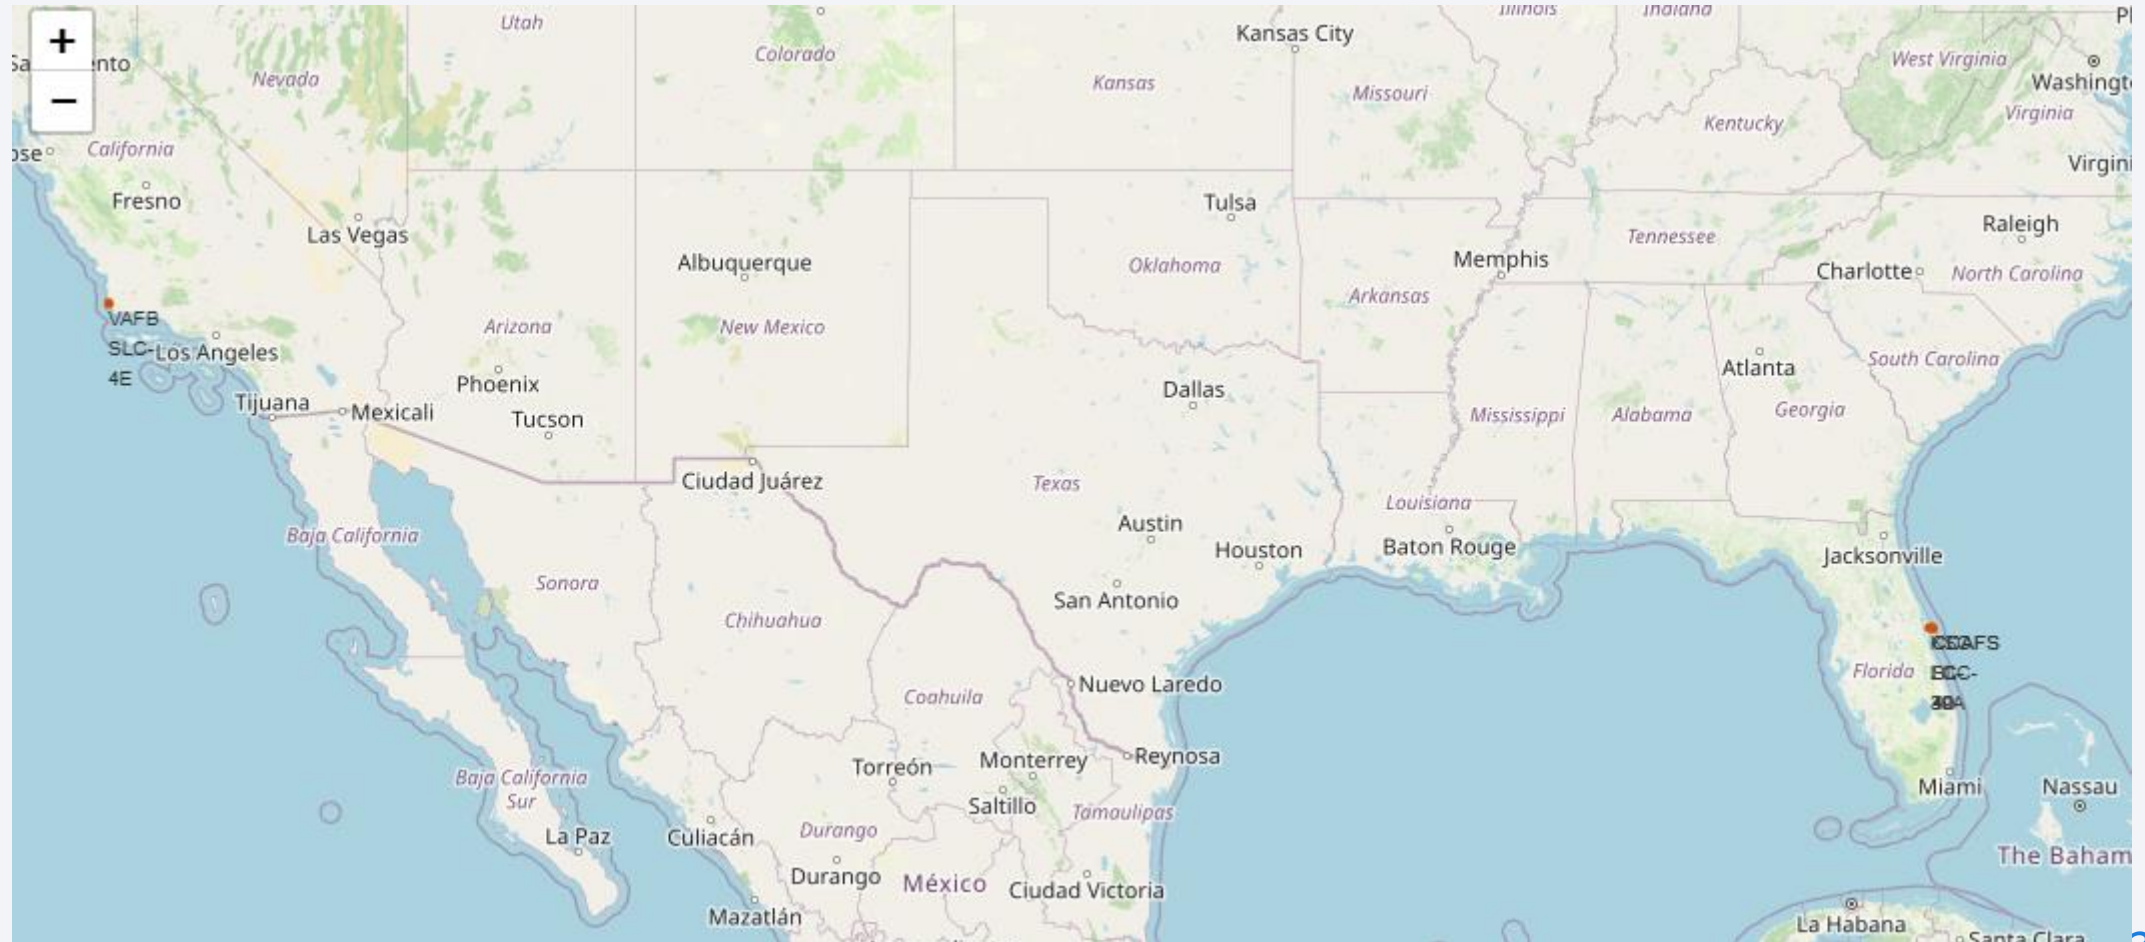 +
−
Utah
Colorado
Kansas City
Illinois
Indiana
West Virginia
Washingt
Nevada
Kansas
Missouri
Kentucky
Virginia
California
Virgini
Fresno
Tulsa
Raleigh
Las Vegas
Tennessee
Albuquerque
Oklahoma
Memphis
Charlotte
North Carolina
Arkansas
VAFB
SLC-
4E
Arizona
New Mexico
Los Angeles
South Carolina
Atlanta
Phoenix
Dallas
Tijuana
Mexicali
Tucson
Mississippi
Alabama
Georgia
Ciudad Juárez
Texas
Louisiana
Austin
Baja California
Houston
Baton Rouge
Jacksonville
Sonora
San Antonio
Chihuahua
Florida
Nuevo Laredo
Coahuila
Reynosa
Monterrey
Torreón
Baja California
Sur
Miami
Nassau
Saltillo
Tamaulipas
La Paz
Culiacán
Durango
The Baham
Durango
México
Ciudad Victoria
Mazatlán
La Habana
Santa Clara